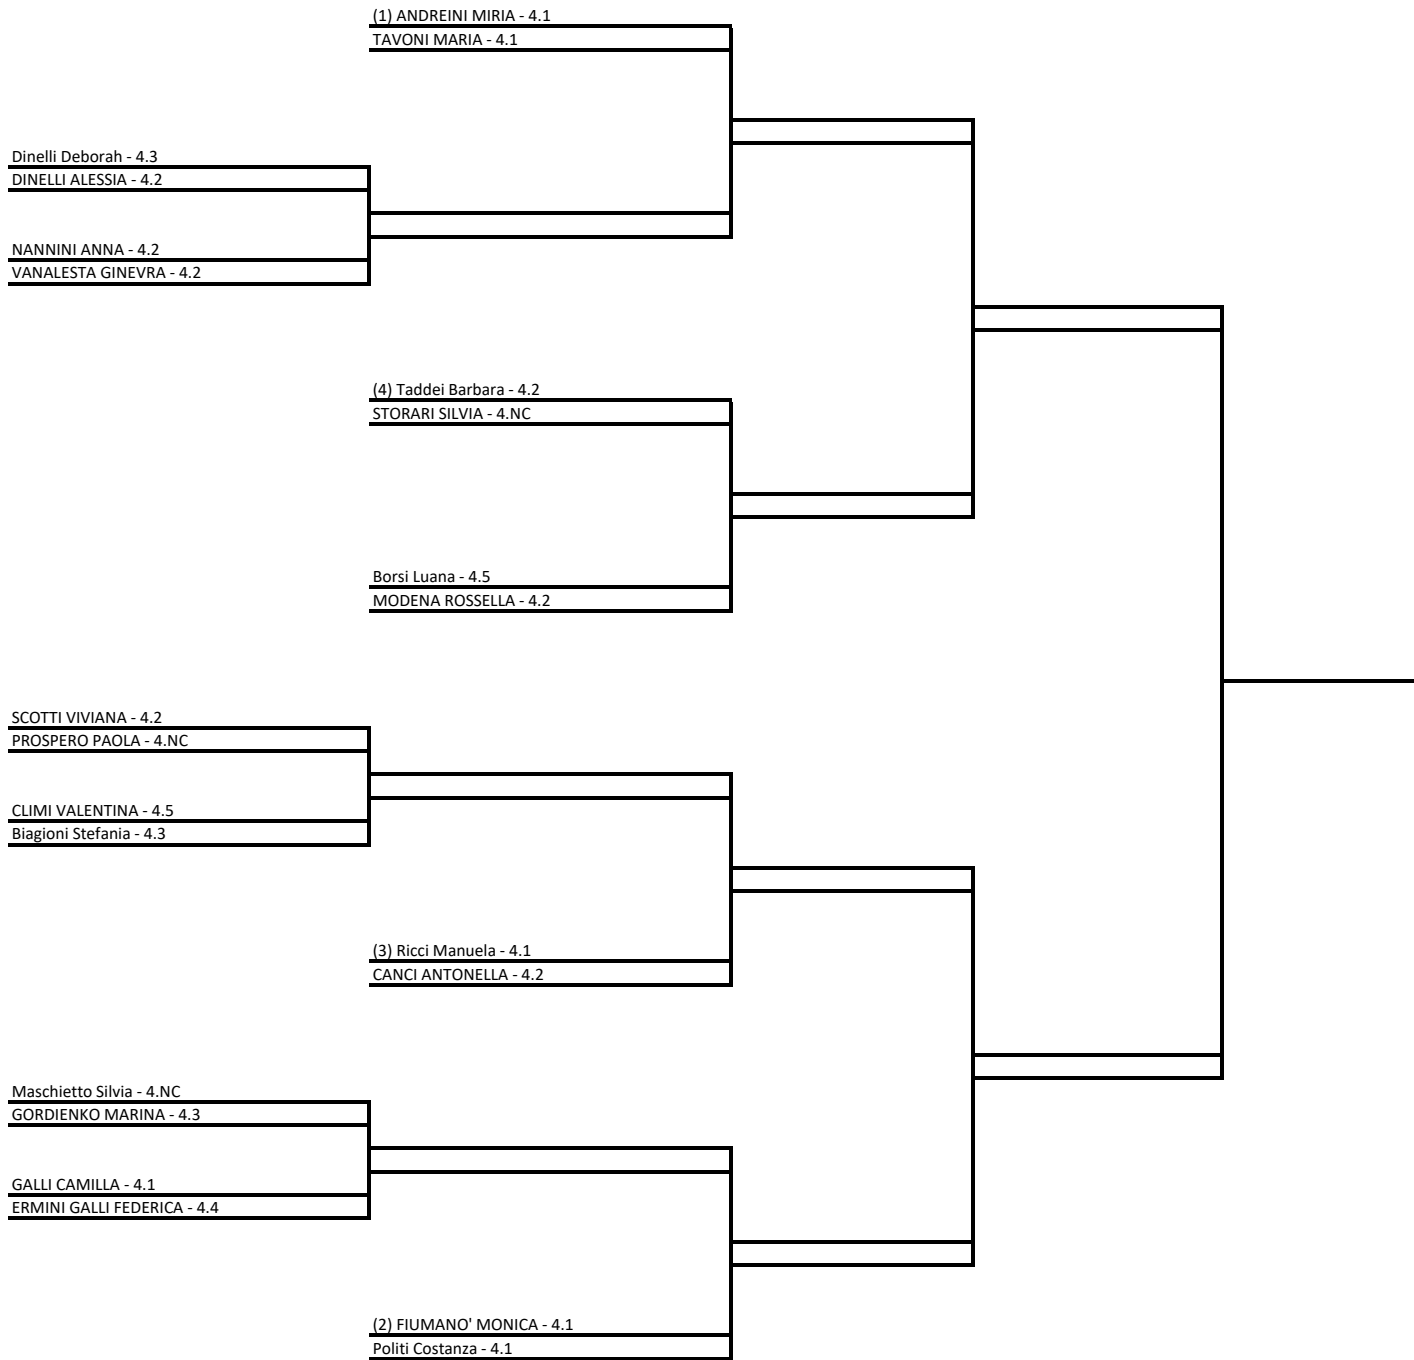 (1) ANDREINI MIRIA - 4.1
TAVONI MARIA - 4.1
Dinelli Deborah - 4.3
DINELLI ALESSIA - 4.2
NANNINI ANNA - 4.2
VANALESTA GINEVRA - 4.2
(4) Taddei Barbara - 4.2
STORARI SILVIA - 4.NC
Borsi Luana - 4.5
MODENA ROSSELLA - 4.2
SCOTTI VIVIANA - 4.2
PROSPERO PAOLA - 4.NC
CLIMI VALENTINA - 4.5
Biagioni Stefania - 4.3
(3) Ricci Manuela - 4.1
CANCI ANTONELLA - 4.2
Maschietto Silvia - 4.NC
GORDIENKO MARINA - 4.3
GALLI CAMILLA - 4.1
ERMINI GALLI FEDERICA - 4.4
(2) FIUMANO' MONICA - 4.1
Politi Costanza - 4.1